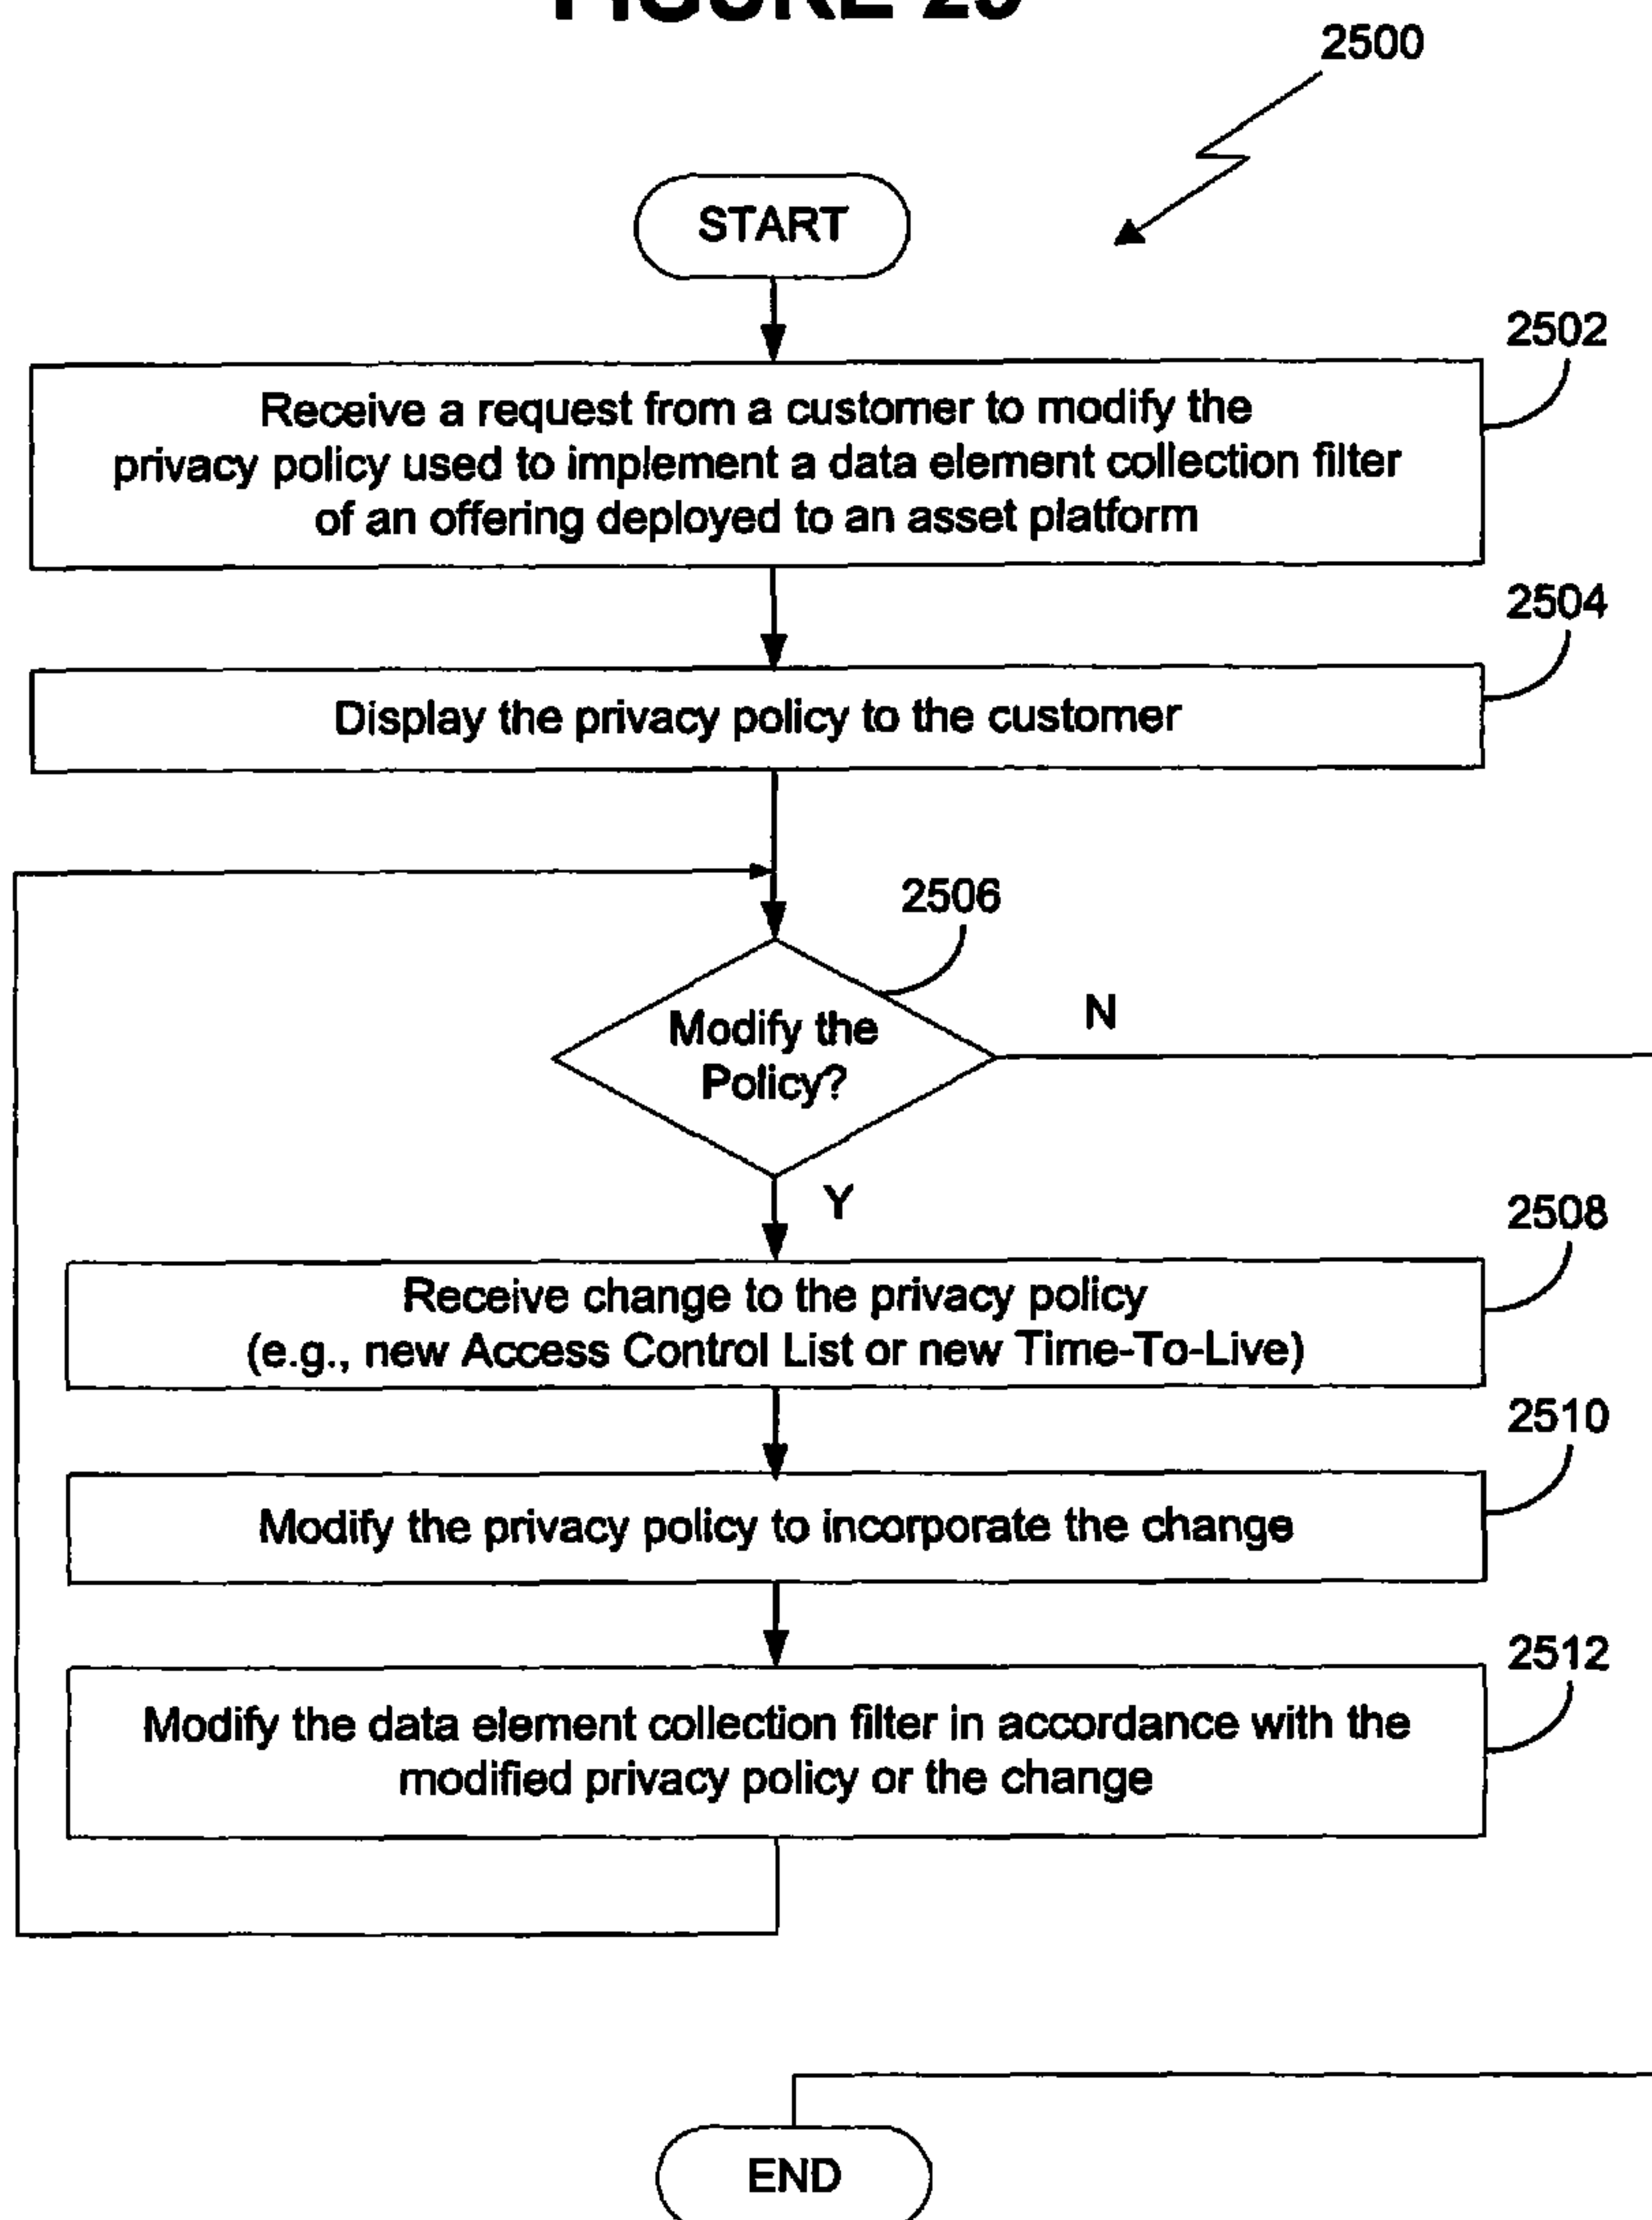 FIGURE 25
2500
START
2502
Receive a request from a customer to modify the
privacy policy used to implement a data element collection filter
of an offering deployed to an asset platform
2504
Display the privacy policy to the customer
2506
Modify the
Policy?
N
Y
2508
Receive change to the privacy policy
(e.g., new Access Control List or new Time-To-Live)
2510
Modify the privacy policy to incorporate the change
2512
Modify the data element collection filter in accordance with the
modified privacy policy or the change
END